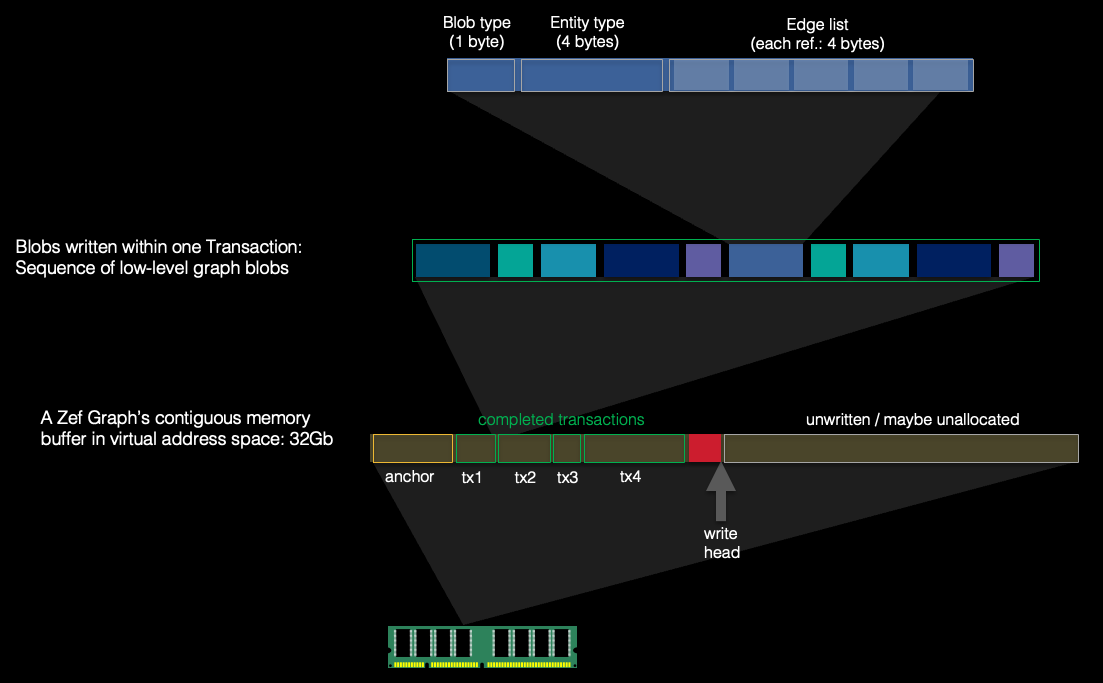 Blob type
(1 byte)
Entity type
(4 bytes)
Edge list
(each ref.: 4 bytes)
Blobs written within one Transaction:
Sequence of low-level graph blobs
A Zef Graph's contiguous memory
buffer in virtual address space: 32Gb
completed transactions
unwritten / maybe unallocated
anchor
tx1
tx2
tx3
tx4
write
head